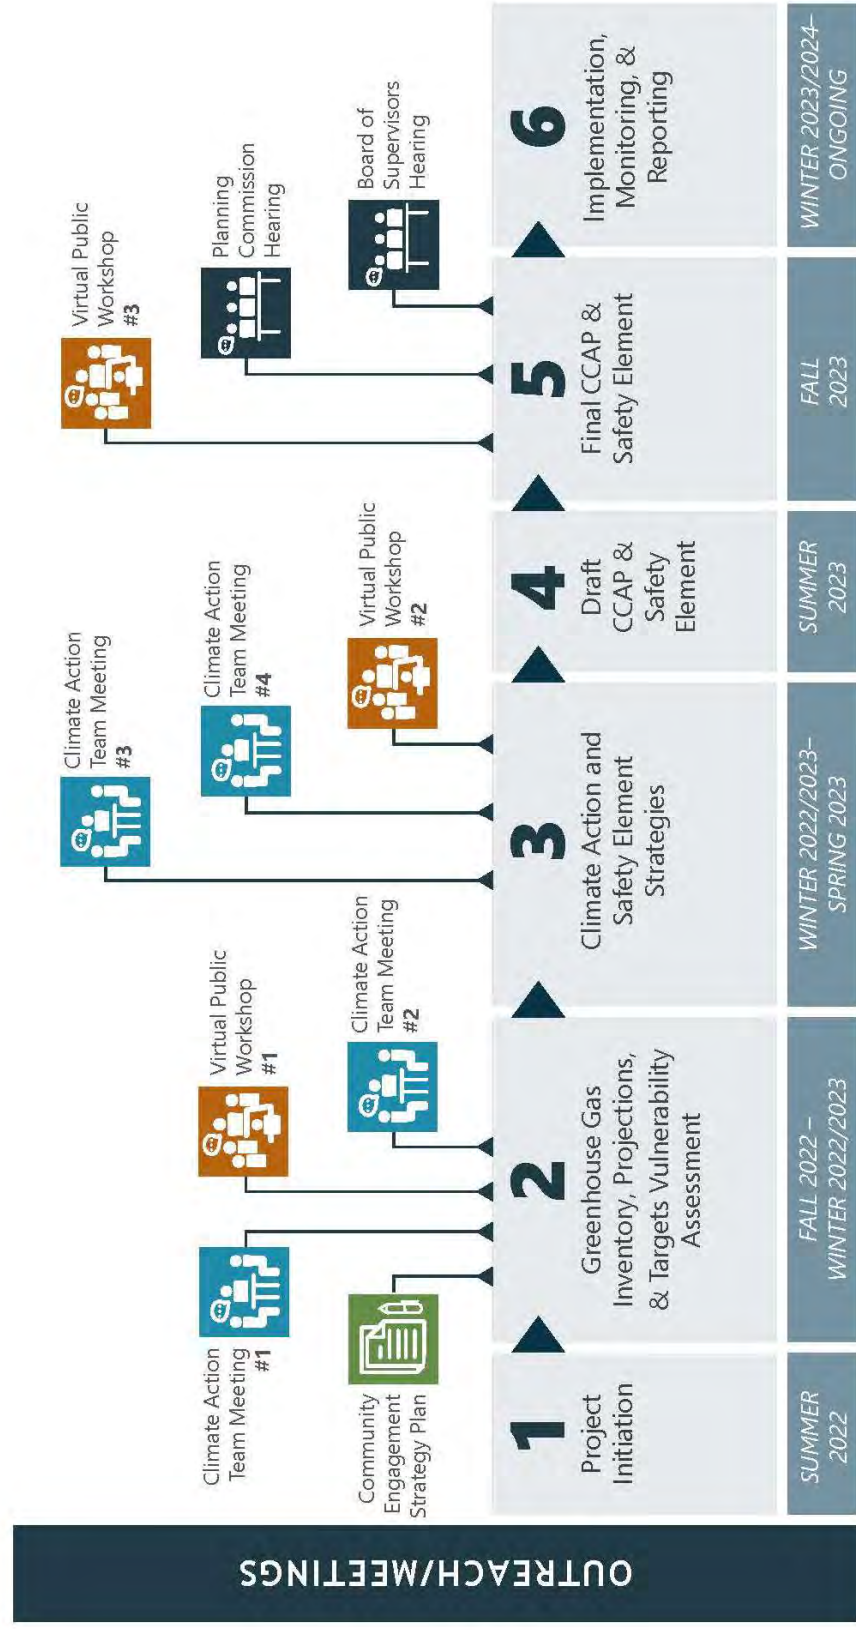 OUTREACH/MEETINGS
Climate Action
Team Meeting
#1
Community
Engagement
Strategy Plan
Virtual Public
Workshop
#1
Climate Action
Team Meeting
#2
Climate Action
Team Meeting
#3
Climate Action
Team Meeting
#4
Virtual Public
Workshop
#2
Virtual Public
Workshop
#3
Planning
Commission
Hearing
Board of
Supervisors
Hearing
1
Project
Initiation
SUMMER
2022
2
Greenhouse Gas
Inventory, Projections,
& Targets Vulnerability
Assessment
FALL 2022 –
WINTER 2022/2023
3
Climate Action and
Safety Element
Strategies
WINTER 2022/2023–
SPRING 2023
4
Draft
CCAP &
Safety
Element
SUMMER
2023
5
Final CCAP &
Safety Element
FALL
2023
6
Implementation,
Monitoring, &
Reporting
WINTER 2023/2024–
ONGOING